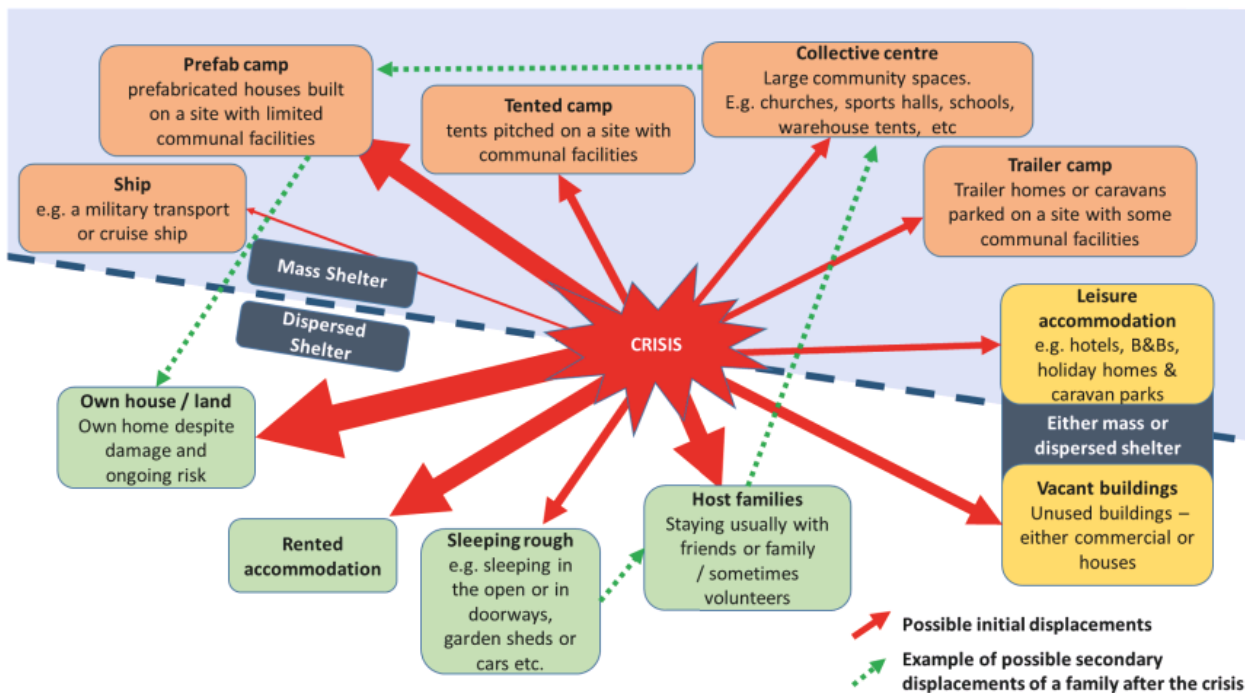 Prefab camp
prefabricated houses built
on a site with limited
communal facilities
Tented camp
tents pitched on a site with
communal facilities
Collective centre
Large community spaces.
E.g. churches, sports halls, schools,
warehouse tents, etc
Trailer camp
Trailer homes or caravans
parked on a site with some
communal facilities
Ship
e.g. a military transport
or cruise ship
Mass Shelter
Dispersed
Shelter
CRISIS
Leisure
accommodation
e.g. hotels, B&Bs,
holiday homes &
caravan parks
Either mass or
dispersed shelter
Vacant buildings
Unused buildings –
either commercial or
houses
Own house / land
Own home despite
damage and
ongoing risk
Rented
accommodation
Sleeping rough
e.g. sleeping in
the open or in
doorways,
garden sheds or
cars etc.
Host families
Staying usually with
friends or family
/ sometimes
volunteers
Possible initial displacements
Example of possible secondary
displacements of a family after the crisis